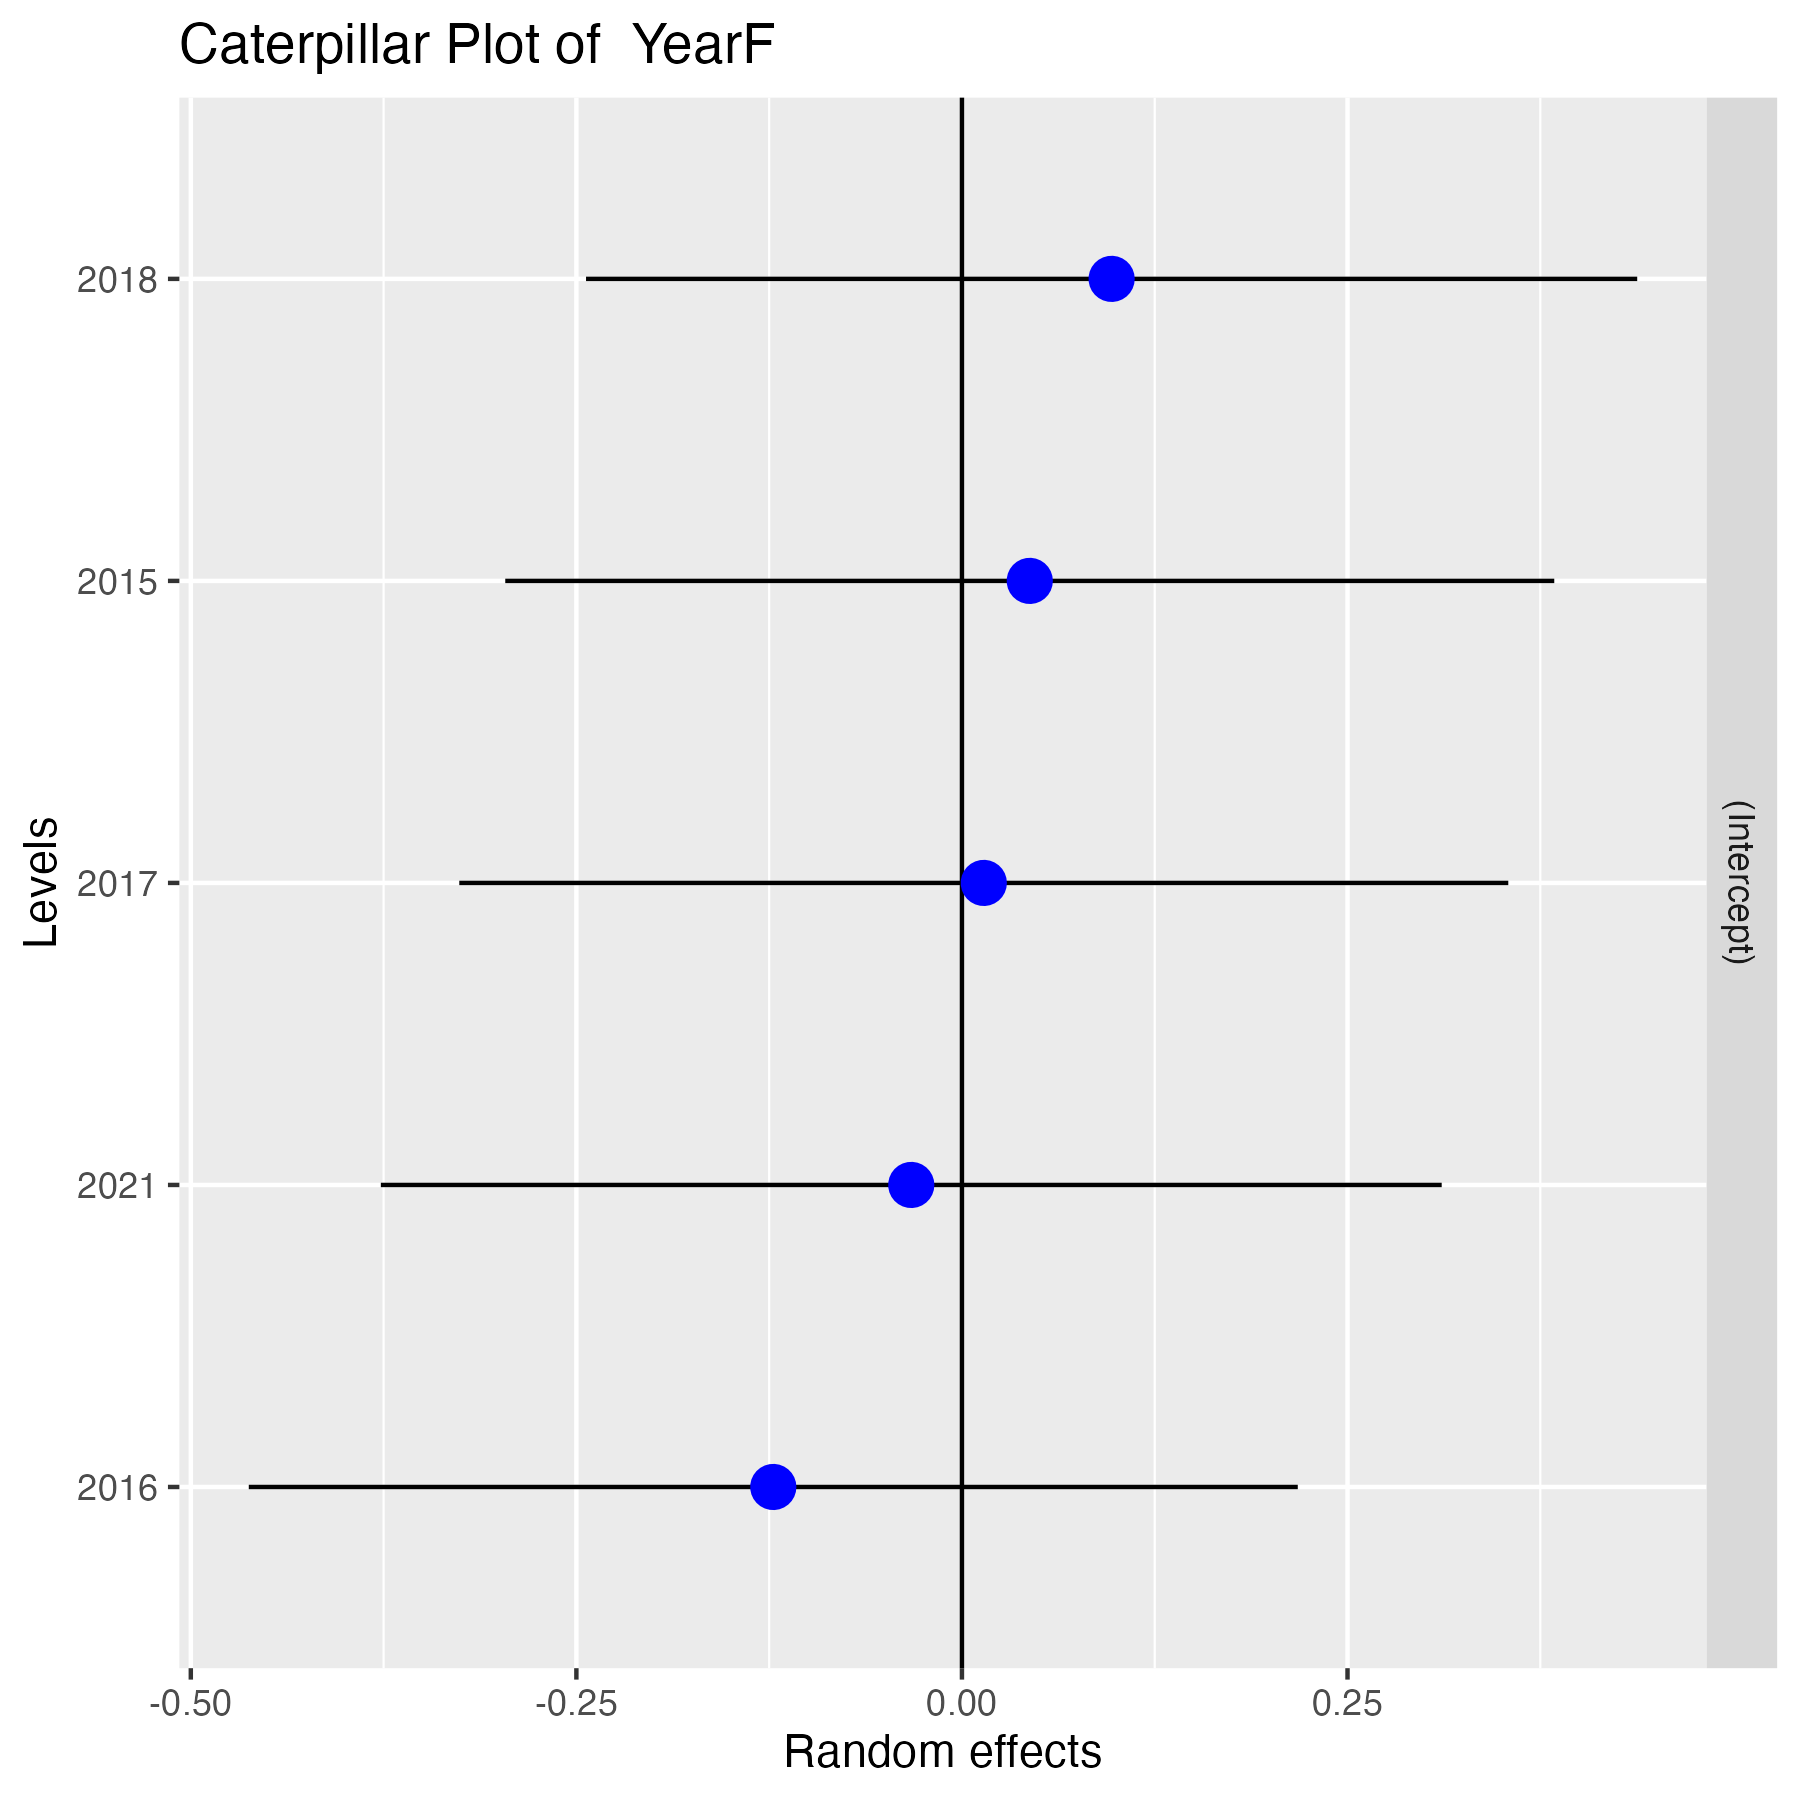 Caterpillar Plot of  YearF
2018
2015
2017
2021
2016
Levels
(Intercept)
-0.50
-0.25
0.00
0.25
Random effects